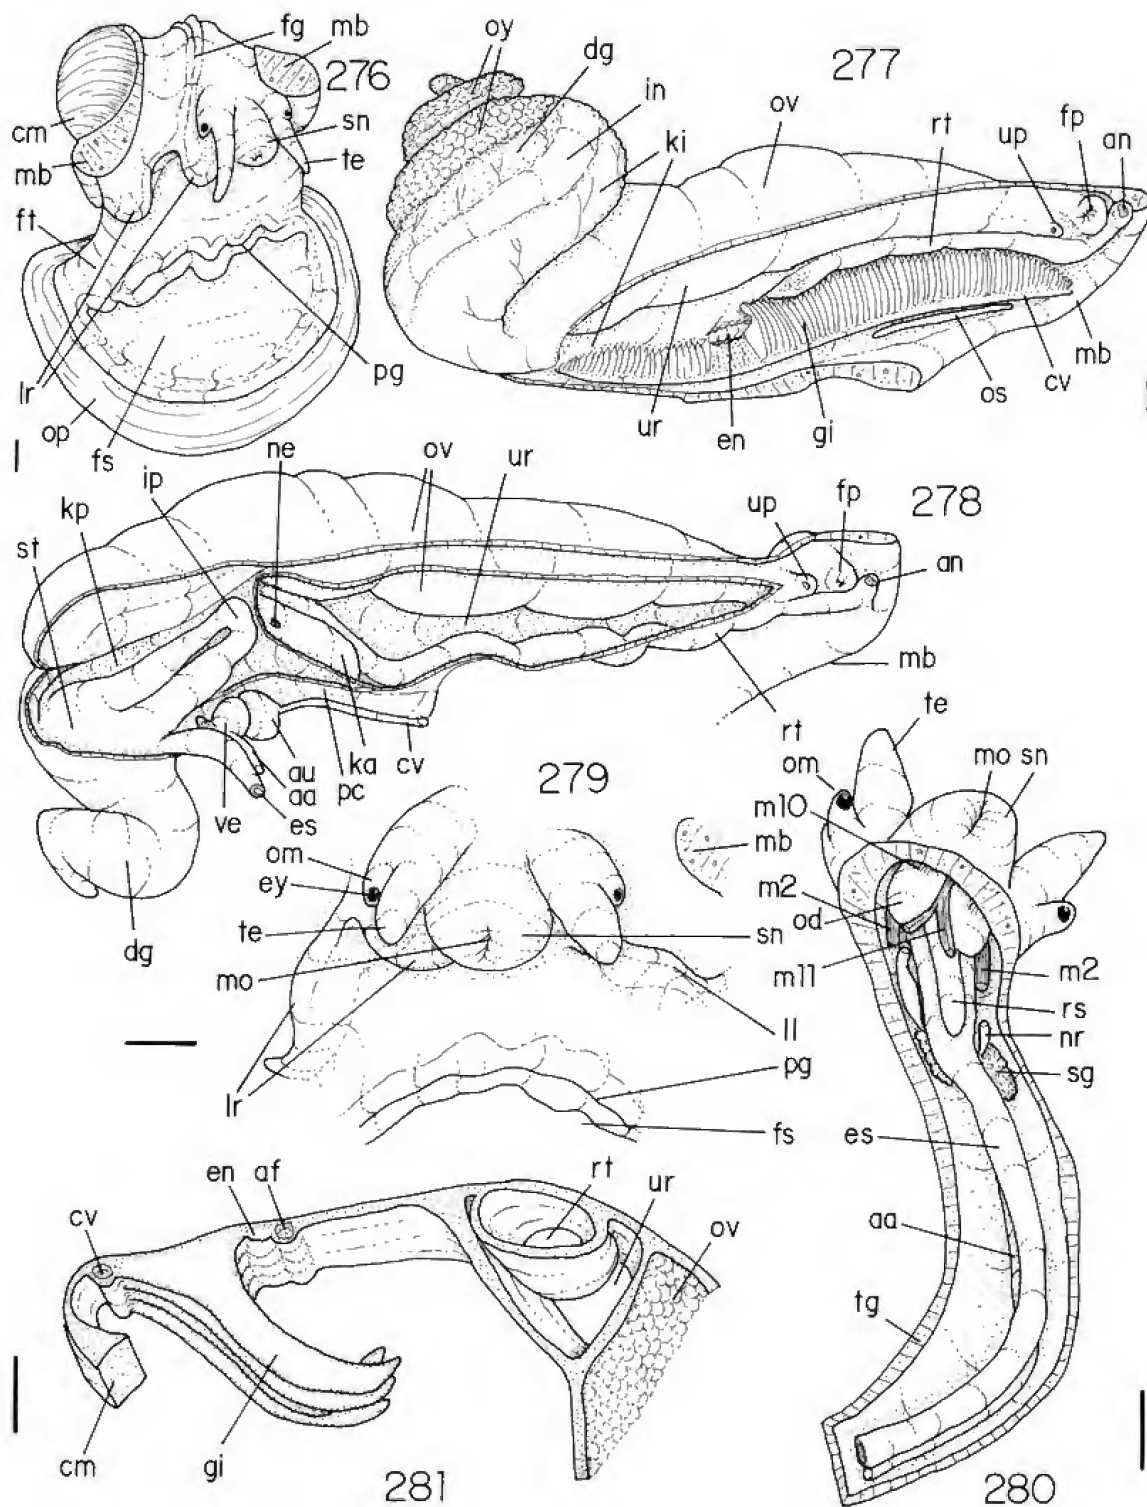 276
fg
mb
cm
sn
te
mb
ft
lr
op
fs
pg
277
oy
dg
in
ki
ov
rt
up
fp
an
mb
cv
os
gi
en
ur
278
ne
ov
ur
up
fp
an
ip
kp
st
mb
rt
cv
ka
pc
au
aa
es
ve
dg
279
om
ey
te
mo
lr
mb
sn
ll
pg
fs
te
om
mo sn
m10
m2
od
m11
m2
rs
nr
sg
es
aa
tg
280
cv
en
af
rt
ur
ov
cm
gi
281